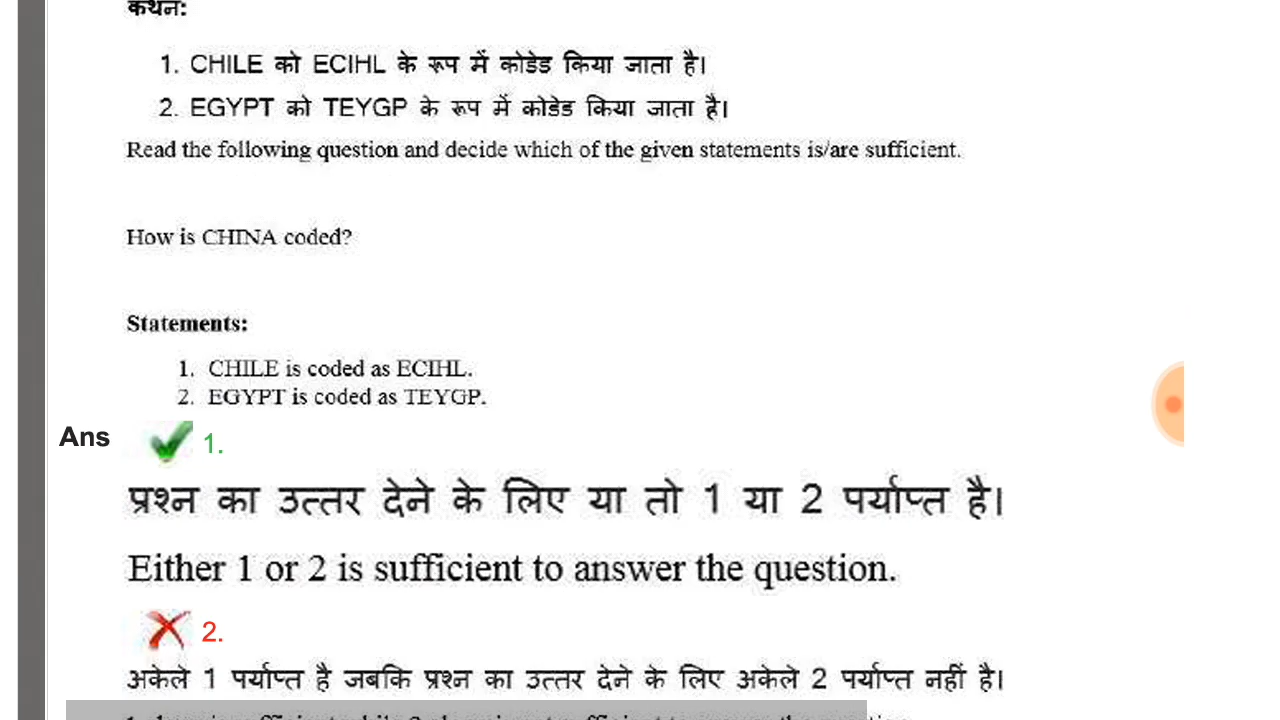 कथन:
1. CHILE को ECIHL के रूप में कोडेड किया जाता है।
2. EGYPT को TEYGP के रूप में कोडेड किया जाता है।
Read the following question and decide which of the given statements is/are sufficient.
How is CHINA coded?
Statements:
1. CHILE is coded as ECIHL.
2. EGYPT is coded as TEYGP.
Ans 1.
प्रश्न का उत्तर देने के लिए या तो 1 या 2 पर्याप्त है।
Either 1 or 2 is sufficient to answer the question.
2.
अकेले 1 पर्याप्त है जबकि प्रश्न का उत्तर देने के लिए अकेले 2 पर्याप्त नहीं है।